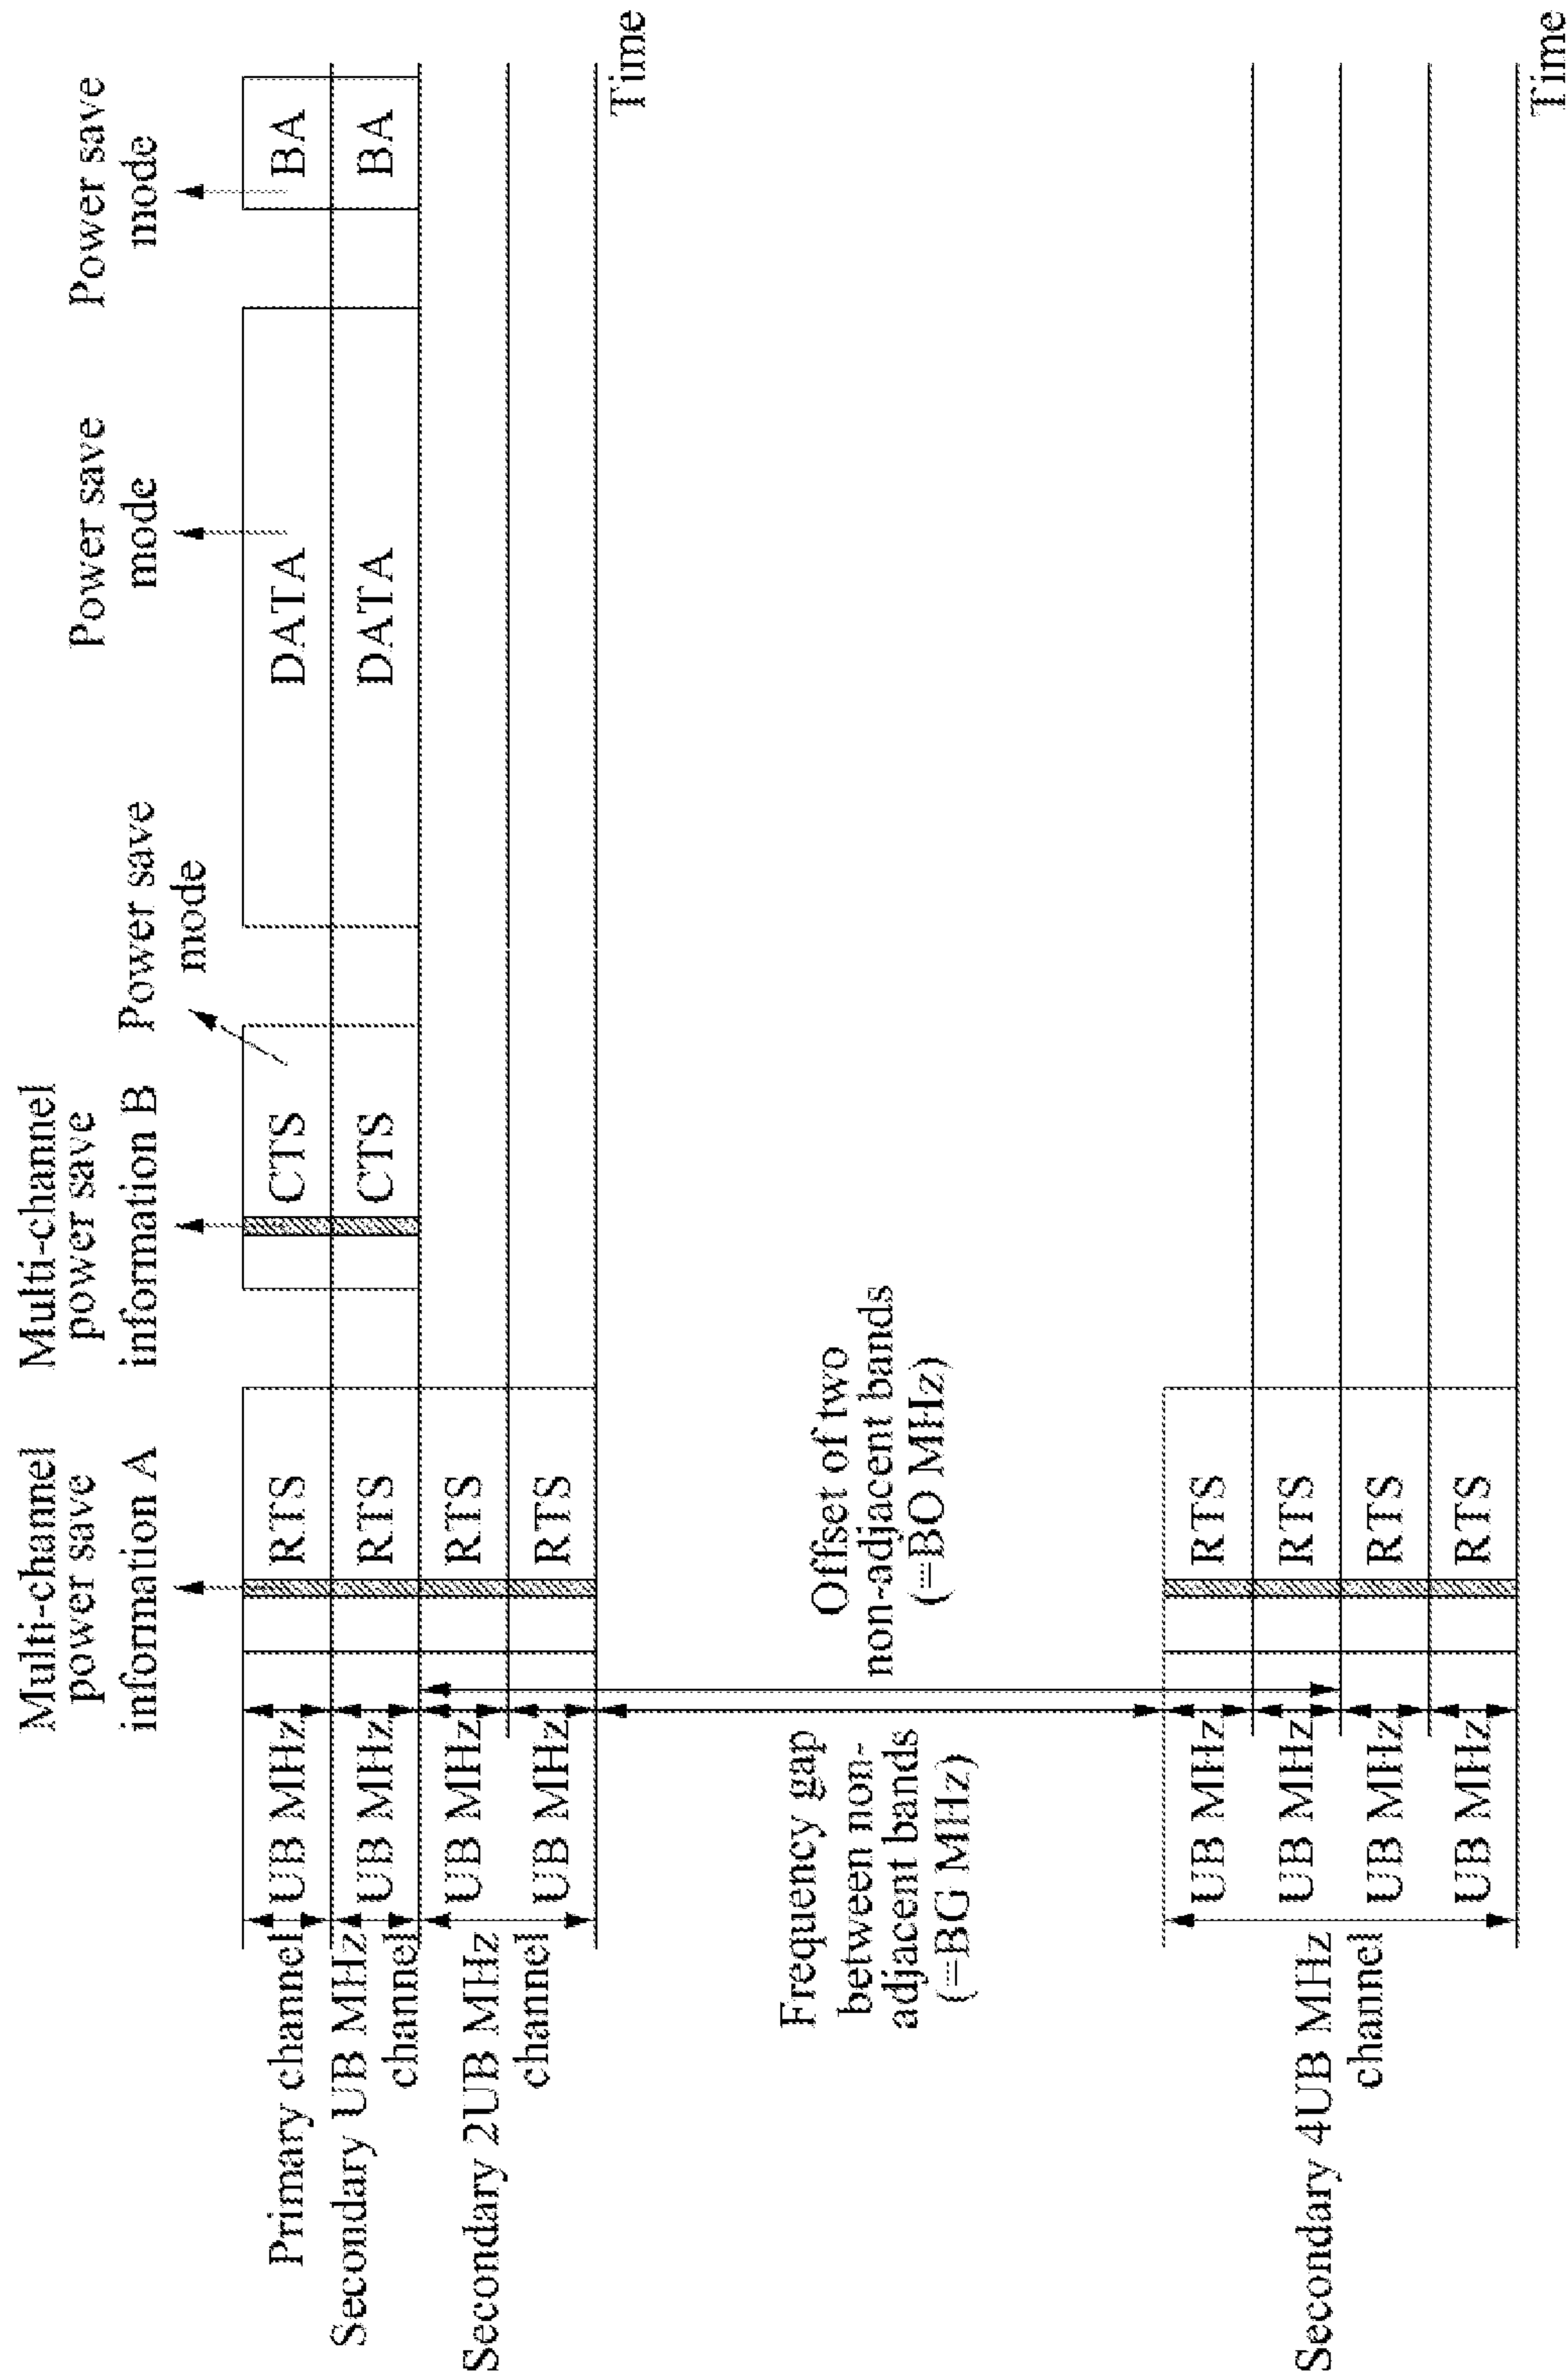 Multi-channel
power save
information A
Multi-channel
power save
information B
Power save
mode
Power save
mode
Power save
mode
Primary channel
UB MHz
RTS
CTS
DATA
BA
Secondary UB MHz
channel
UB MHz
RTS
CTS
DATA
BA
Secondary 2UB MHz
channel
UB MHz
RTS
UB MHz
RTS
Time
Frequency gap
between non-
adjacent bands
(=BG MHz)
Offset of two
non-adjacent bands
(=BO MHz)
Secondary 4UB MHz
channel
UB MHz
RTS
UB MHz
RTS
UB MHz
RTS
UB MHz
RTS
Time